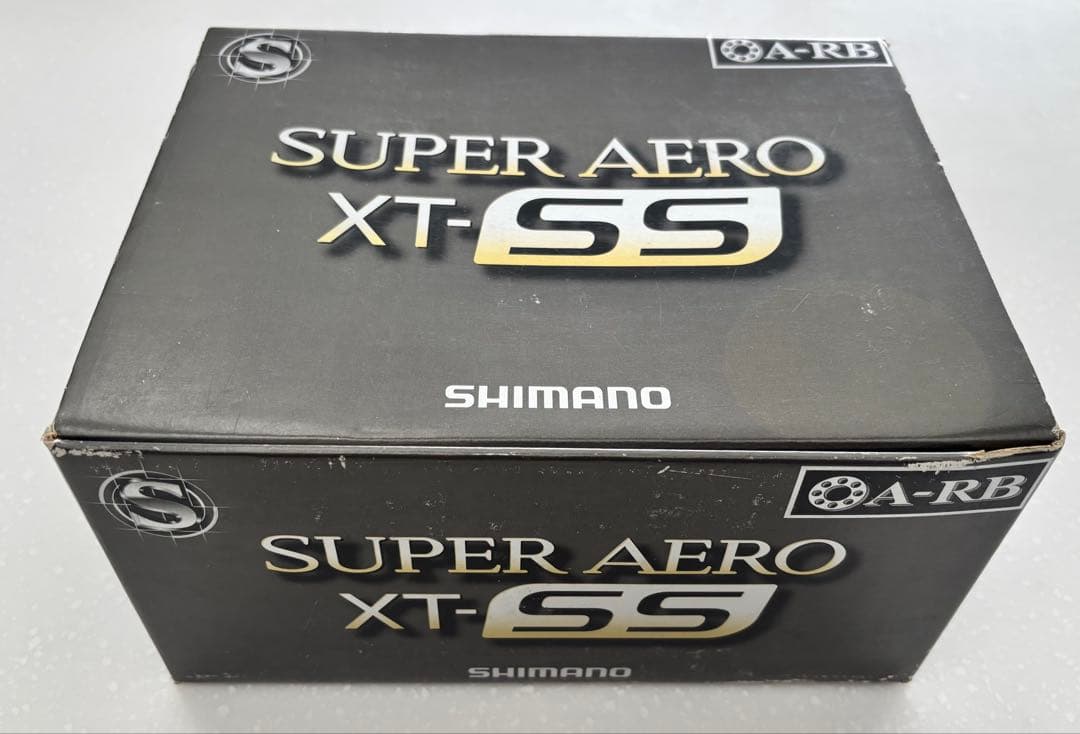 S
A-RB
SUPER AERO
XT-SS
SHIMANO
S
A-RB
SUPER AERO
XT-SS
SHIMANO